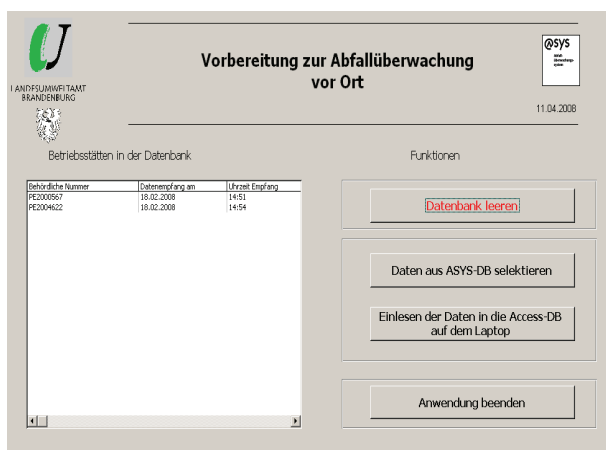 LANDESUMWELTAMT
BRANDENBURG
Vorbereitung zur Abfallüberwachung
vor Ort
@sys
11.04.2008
Betriebsstätten in der Datenbank
Funktionen
Behördliche Nummer Datenempfang am Uhrzeit Empfang
PE2000567 18.02.2008 14:51
PE2004622 18.02.2008 14:54
Datenbank leeren
Daten aus ASYS-DB selektieren
Einlesen der Daten in die Access-DB
auf dem Laptop
Anwendung beenden